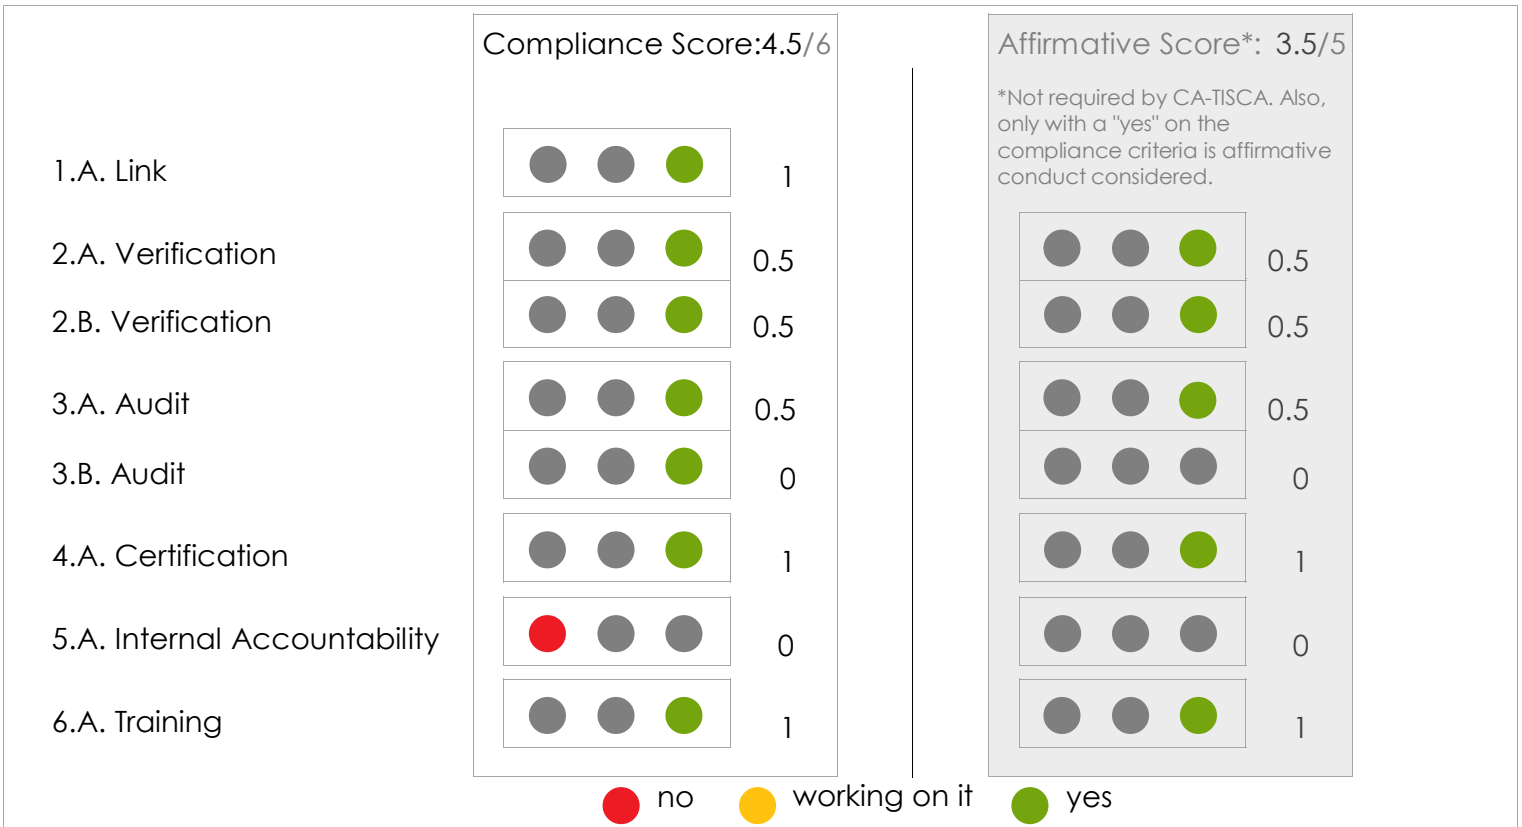 Compliance Score:4.5/6
Affirmative Score*: 3.5/5
*Not required by CA-TISCA. Also,
only with a "yes" on the
compliance criteria is affirmative
conduct considered.
1.A. Link 1
2.A. Verification 0.5 0.5
2.B. Verification 0.5 0.5
3.A. Audit 0.5 0.5
3.B. Audit 0 0
4.A. Certification 1 1
5.A. Internal Accountability 0 0
6.A. Training 1 1
no working on it yes